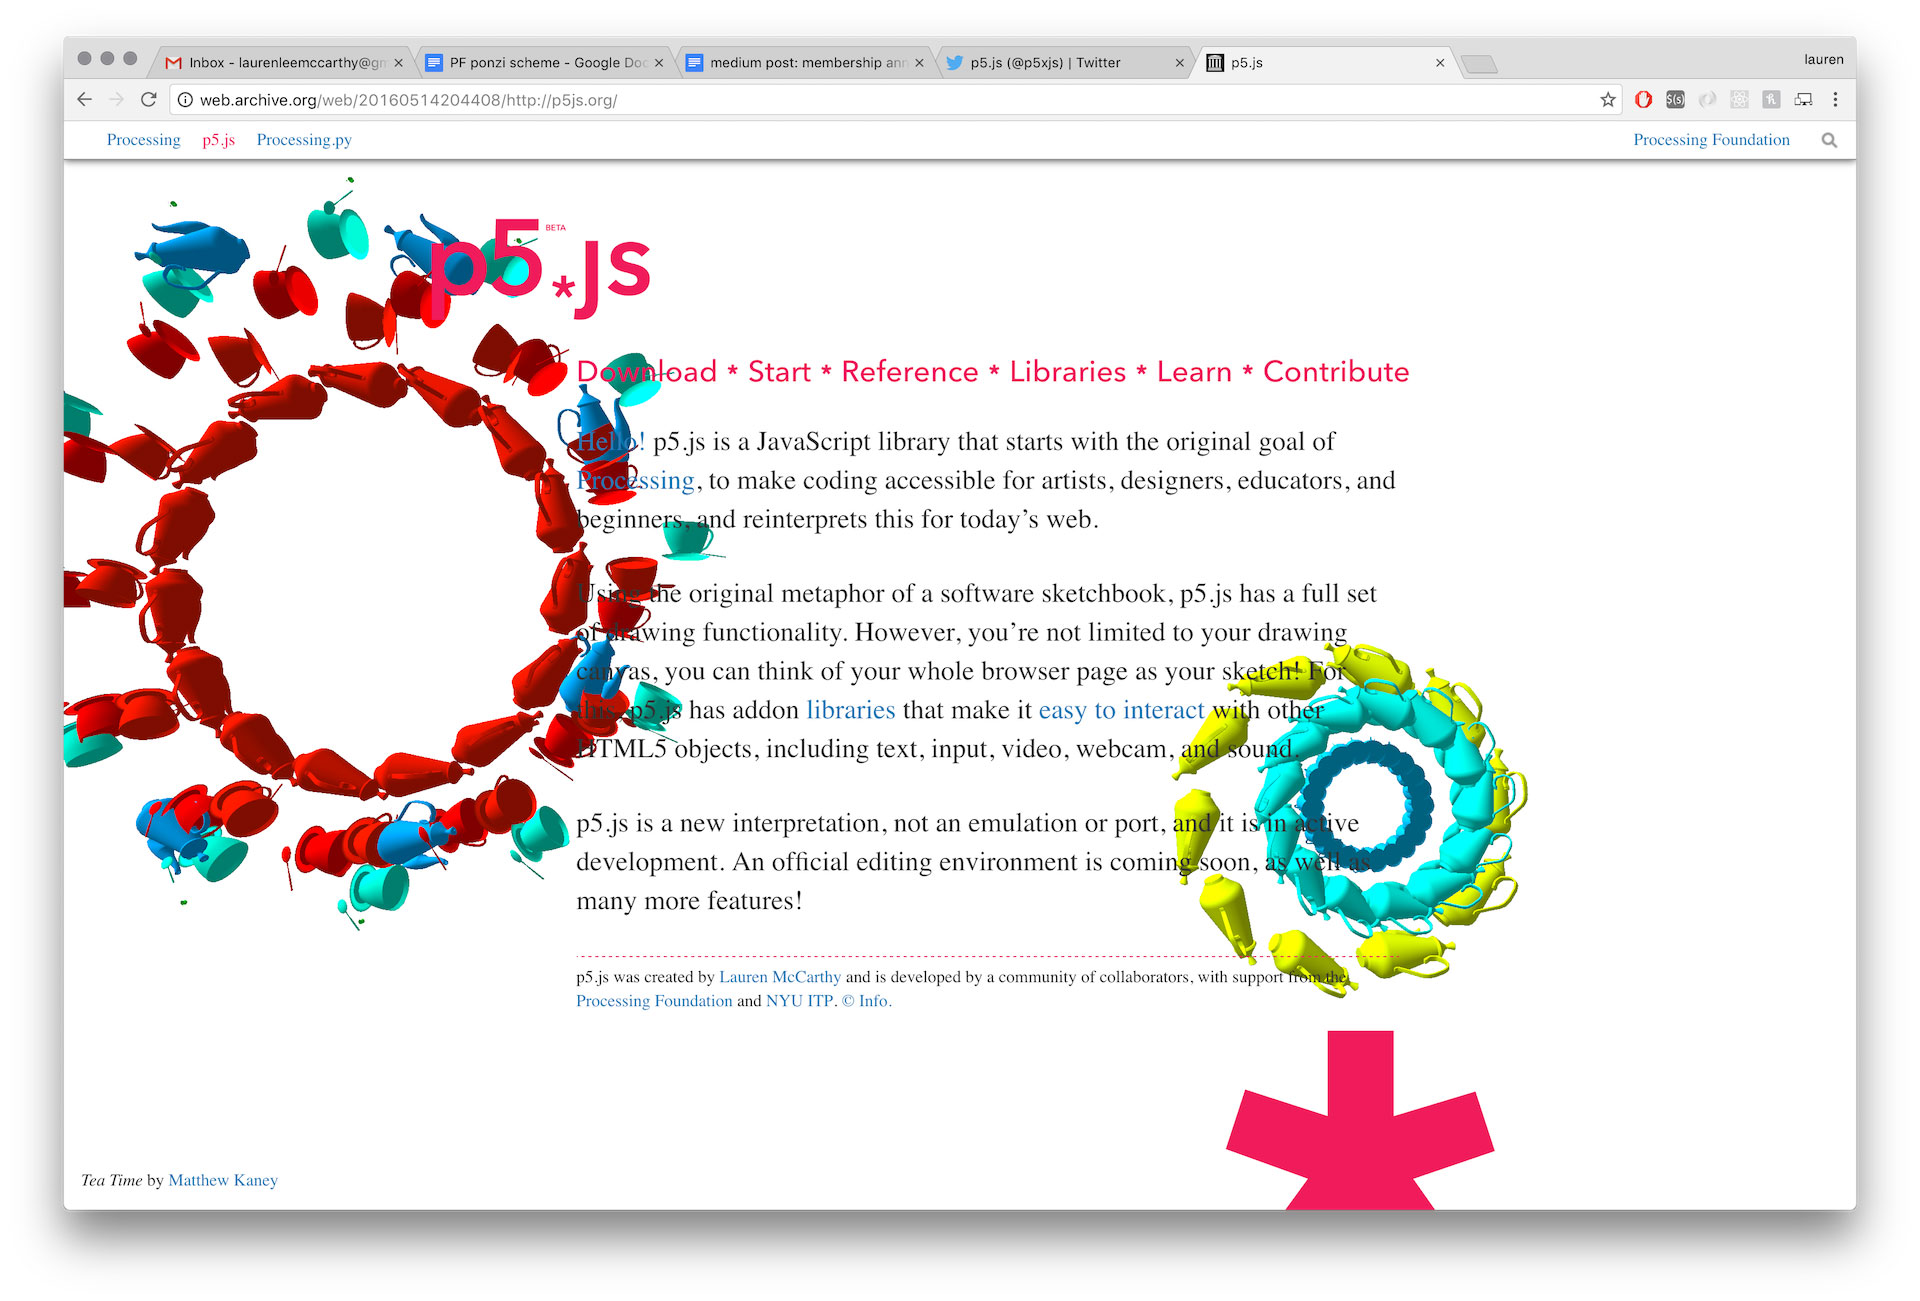 Inbox - laurenleemccarthy@gm
PF ponzi scheme - Google Doc
medium post: membership ann
p5.js (@p5xjs) | Twitter
p5.js
lauren
web.archive.org/web/20160514204408/http://p5js.org/
$(s)
Processing p5.js Processing.py Processing Foundation
p5*js
BETA
Download * Start * Reference * Libraries * Learn * Contribute
Hello! p5.js is a JavaScript library that starts with the original goal of
Processing, to make coding accessible for artists, designers, educators, and
beginners, and reinterprets this for today’s web.
Using the original metaphor of a software sketchbook, p5.js has a full set
of drawing functionality. However, you’re not limited to your drawing
canvas, you can think of your whole browser page as your sketch! For
this, p5.js has addon libraries that make it easy to interact with other
HTML5 objects, including text, input, video, webcam, and sound.
p5.js is a new interpretation, not an emulation or port, and it is in active
development. An official editing environment is coming soon, as well as
many more features!
p5.js was created by Lauren McCarthy and is developed by a community of collaborators, with support from the
Processing Foundation and NYU ITP. © Info.
Tea Time by Matthew Kaney